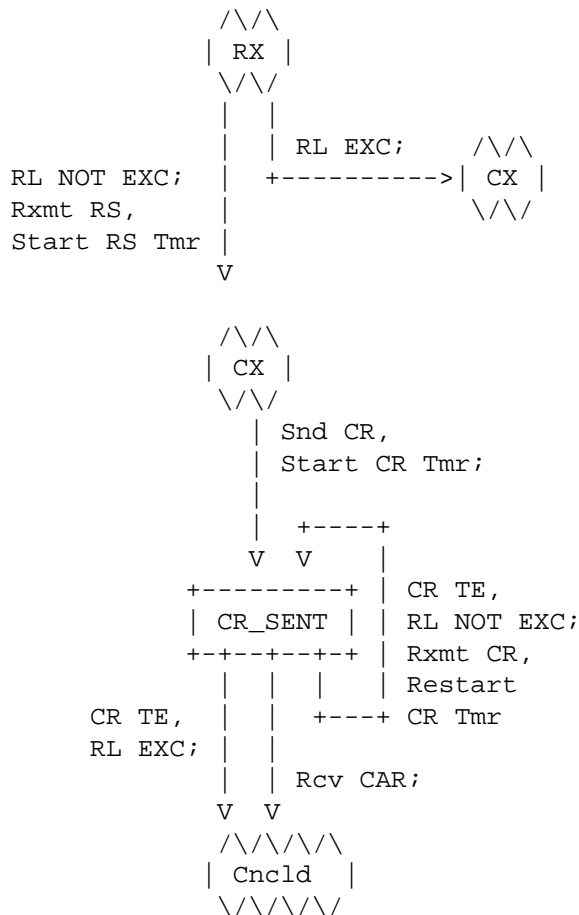 RX
RL EXC;
RL NOT EXC;
CX
Rxmt RS,
Start RS Tmr
V
CX
Snd CR,
Start CR Tmr;
V V
CR TE,
CR_SENT
RL NOT EXC;
Rxmt CR,
Restart
CR TE,
CR Tmr
RL EXC;
Rcv CAR;
V V
Cncld